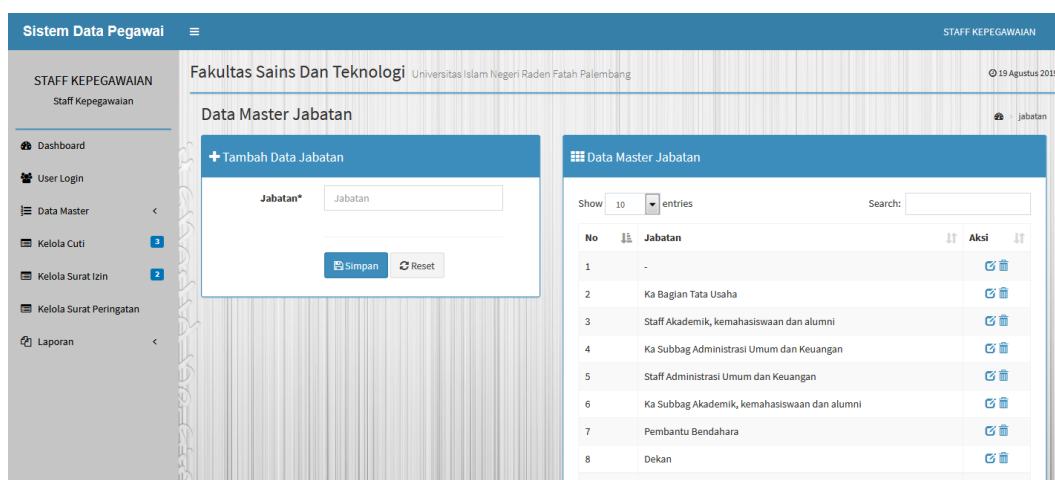 Sistem Data Pegawai
STAFF KEPEGAWAIAN
STAFF KEPEGAWAIAN
Staff Kepegawaian
Dashboard
User Login
Data Master
Kelola Cuti 3
Kelola Surat Izin 2
Kelola Surat Peringatan
Laporan
Fakultas Sains Dan Teknologi Universitas Islam Negeri Raden Fatah Palembang
19 Agustus 201
Data Master Jabatan
> jabatan
Tambah Data Jabatan
Jabatan* Jabatan
Simpan Reset
Data Master Jabatan
Show 10 entries Search:
No Jabatan Aksi
1 -
2 Ka Bagian Tata Usaha
3 Staff Akademik, kemahasiswaan dan alumni
4 Ka Subbag Administrasi Umum dan Keuangan
5 Staff Administrasi Umum dan Keuangan
6 Ka Subbag Akademik, kemahasiswaan dan alumni
7 Pembantu Bendahara
8 Dekan